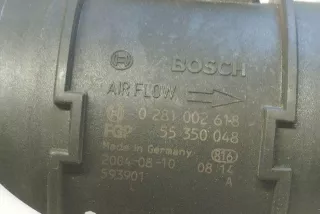 BOSCH
AIR FLOW
0 281 002 618
FGP 55 350 048
Made in Germany 816
2004-08-10 08:14
593901 A